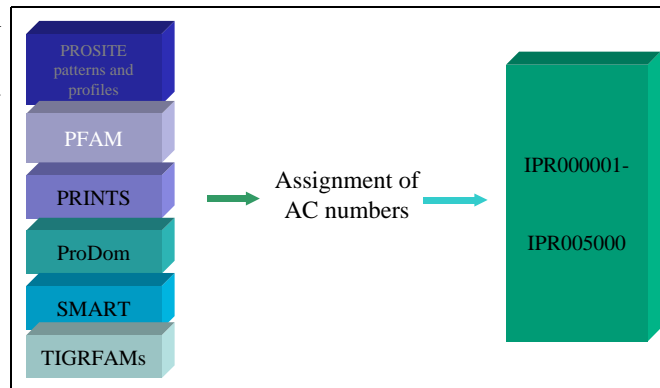 PROSITE
patterns and
profiles
PFAM
PRINTS
ProDom
SMART
TIGRFAMs
Assignment of
AC numbers
IPR000001-
IPR005000